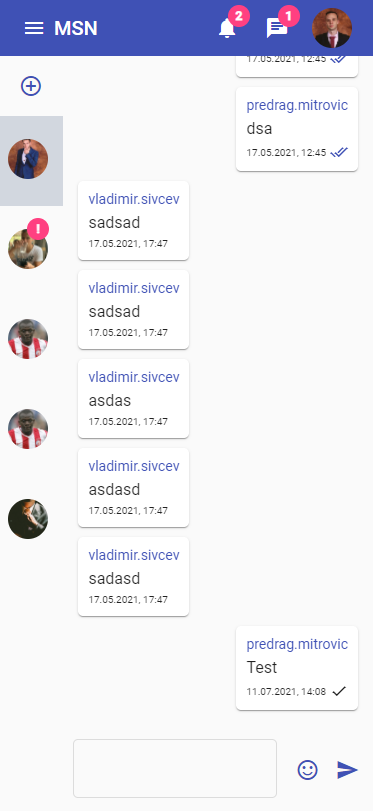 MSN
2
1
17.05.2021, 12:45
predrag.mitrovic
dsa
17.05.2021, 12:45
vladimir.sivcev
sadsad
17.05.2021, 17:47
!
vladimir.sivcev
sadsad
17.05.2021, 17:47
vladimir.sivcev
asdas
17.05.2021, 17:47
vladimir.sivcev
asdasd
17.05.2021, 17:47
vladimir.sivcev
sadasd
17.05.2021, 17:47
predrag.mitrovic
Test
11.07.2021, 14:08